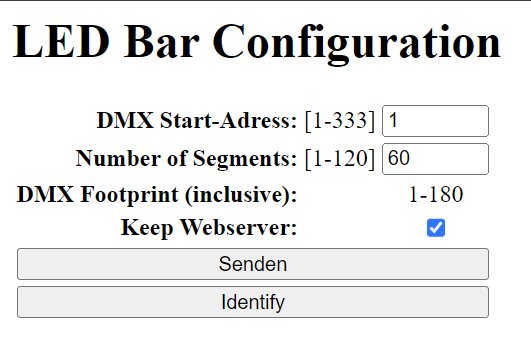 LED Bar Configuration
DMX Start-Adress: [1-333] 1
Number of Segments: [1-120] 60
DMX Footprint (inclusive): 1-180
Keep Webserver:
Senden
Identify